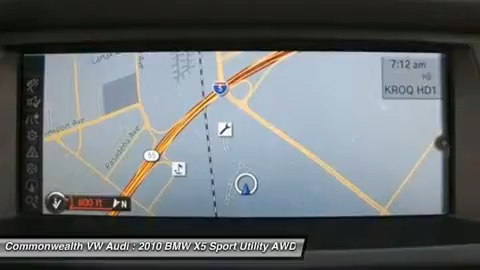 7:12 am
KROQ HD1
5
Pasadena Ave
55
800 ft
N
Commonwealth VW Audi : 2010 BMW X5 Sport Utility AWD